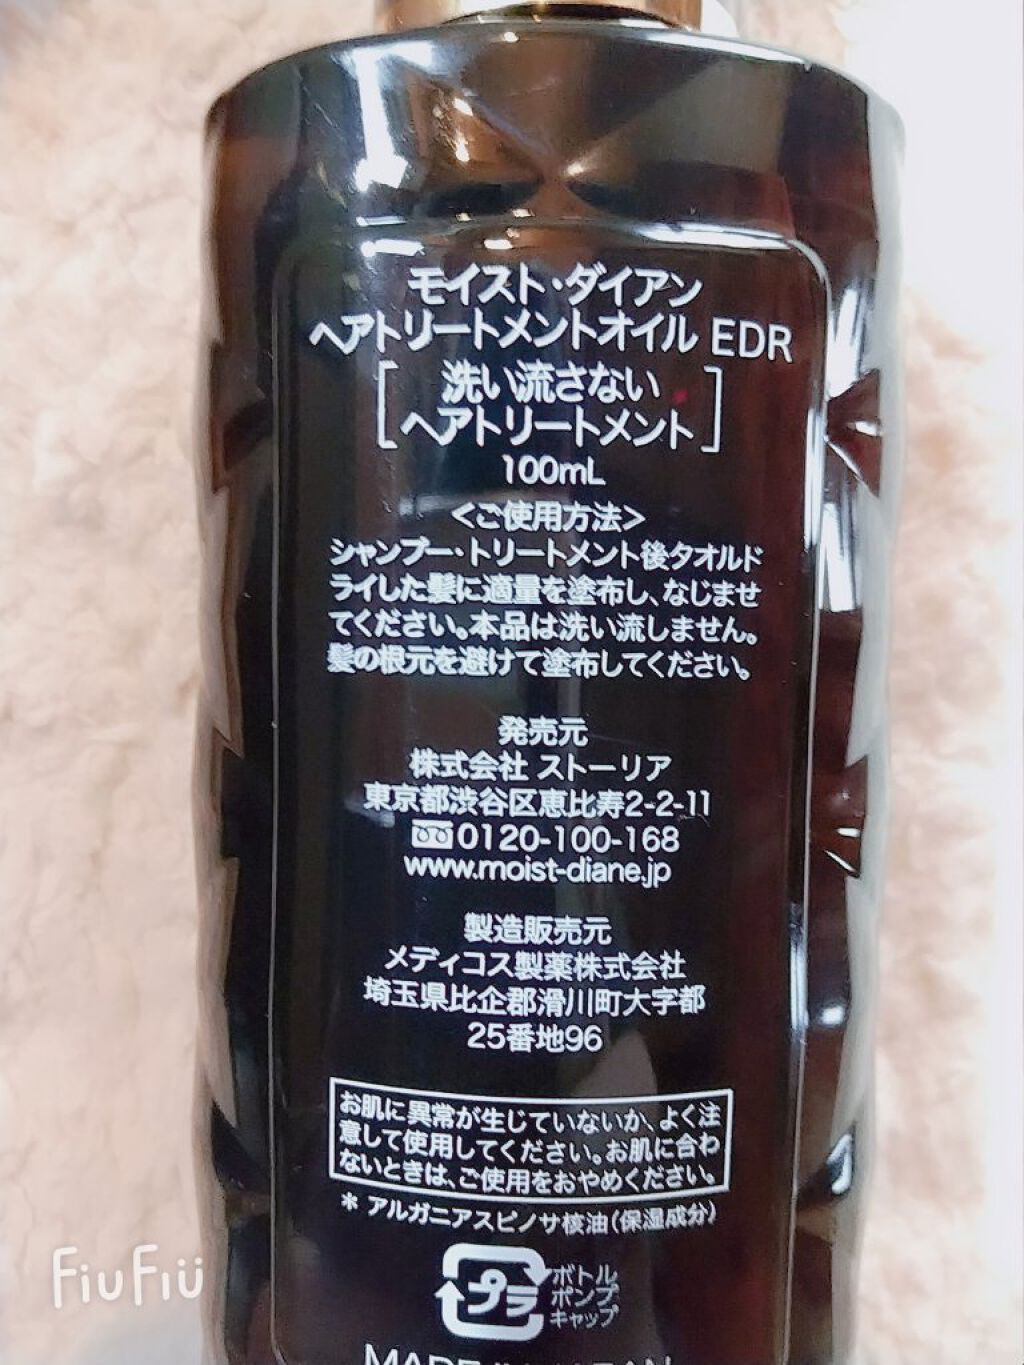 モイスト・ダイアン
ヘアトリートメントオイル EDR
[洗い流さない
ヘアトリートメント]
100mL
<ご使用方法>
シャンプー・トリートメント後タオルド
ライした髪に適量を塗布し、なじませ
てください。本品は洗い流しません。
髪の根元を避けて塗布してください。
発売元
株式会社 ストーリア
東京都渋谷区恵比寿2-2-11
0120-100-168
www.moist-diane.jp
製造販売元
メディコス製薬株式会社
埼玉県比企郡滑川町大字都
25番地96
お肌に異常が生じていないか、よく注
意して使用してください。お肌に合わ
ないときは、ご使用をおやめください。
* アルガニアスピノサ核油(保湿成分)
プラ
ボトル
ポンプ
キャップ
MADE IN JAPAN
FiuFiü